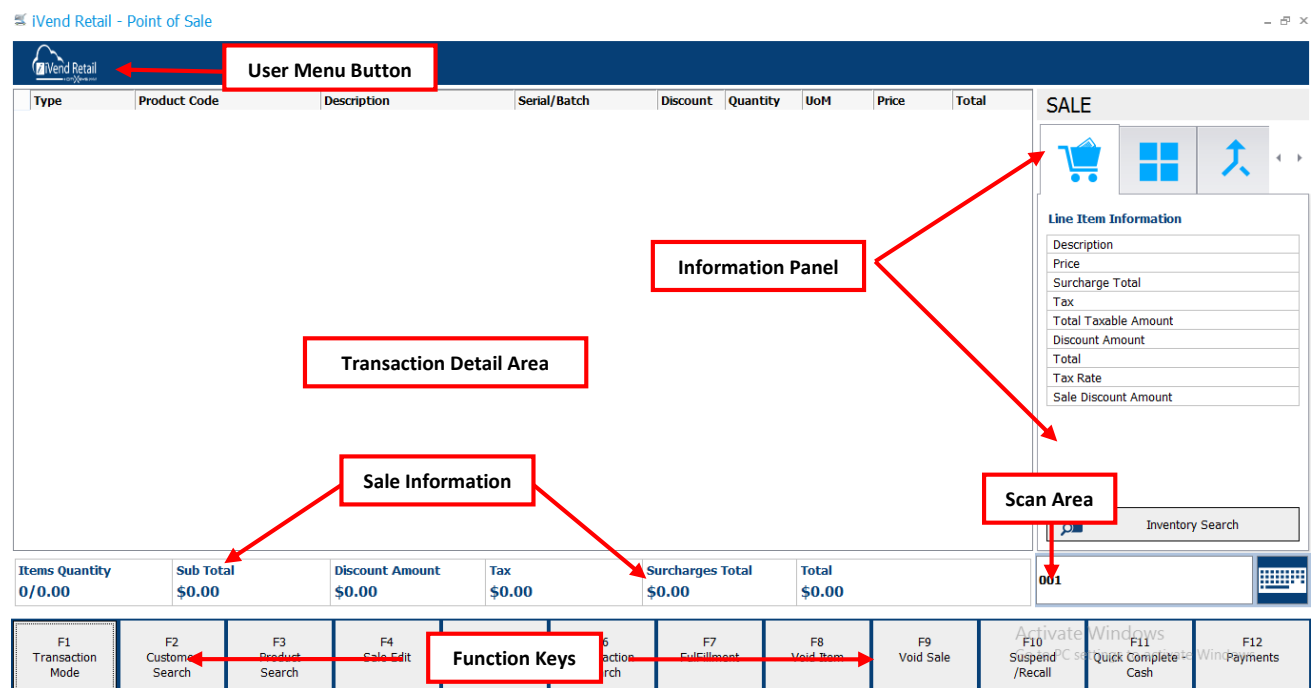 iVend Retail - Point of Sale
iVend Retail
User Menu Button
Type Product Code Description Serial/Batch Discount Quantity UoM Price Total
SALE
Line Item Information
Description
Price
Surcharge Total
Tax
Total Taxable Amount
Discount Amount
Total
Tax Rate
Sale Discount Amount
Information Panel
Transaction Detail Area
Sale Information
Scan Area
Inventory Search
Items Quantity Sub Total Discount Amount Tax Surcharges Total Total
0/0.00 $0.00 $0.00 $0.00 $0.00 $0.00
001
F1
Transaction
Mode
F2
Customer
Search
F3
Product
Search
F4
Sale Edit
Function Keys
F7
FulFillment
F8
Void Item
F9
Void Sale
F10
Suspend
/Recall
F11
Quick Complete
Cash
F12
Payments
Activate Windows